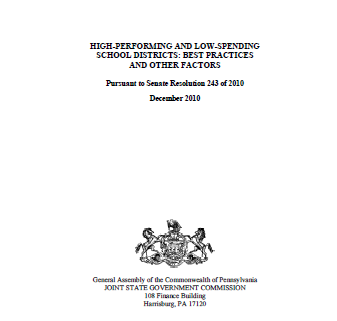 HIGH-PERFORMING AND LOW-SPENDING
SCHOOL DISTRICTS: BEST PRACTICES
AND OTHER FACTORS
Pursuant to Senate Resolution 243 of 2010
December 2010
General Assembly of the Commonwealth of Pennsylvania
JOINT STATE GOVERNMENT COMMISSION
108 Finance Building
Harrisburg, PA 17120